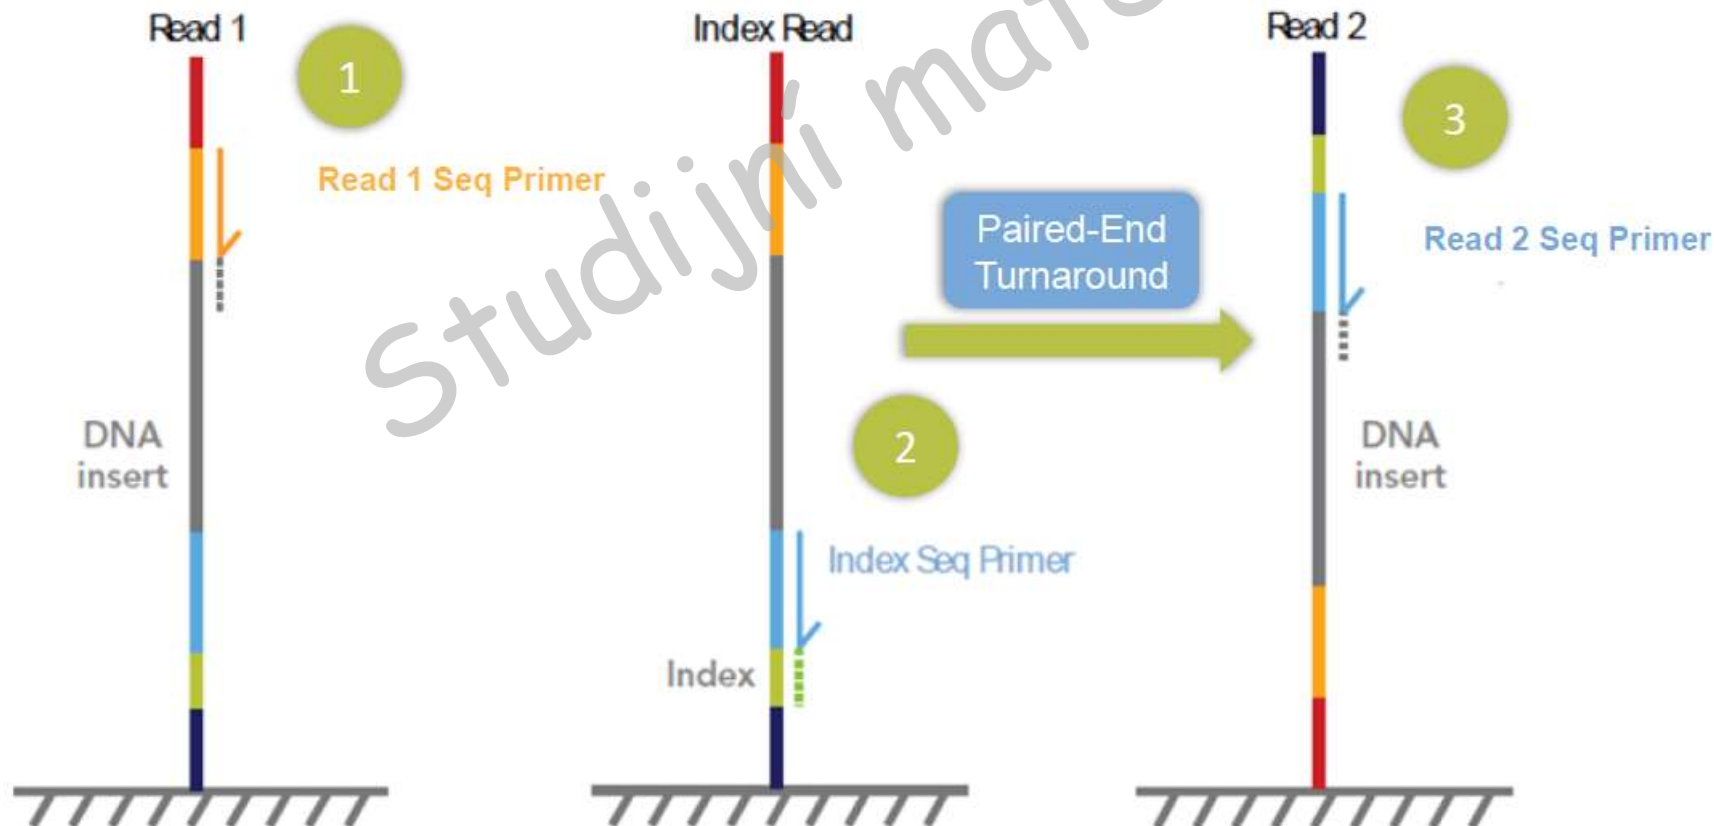 Read 1
1
Read 1 Seq Primer
DNA
insert
Index Read
Paired-End
Turnaround
2
Index Seq Primer
Index
Read 2
3
Read 2 Seq Primer
DNA
insert
Studijní